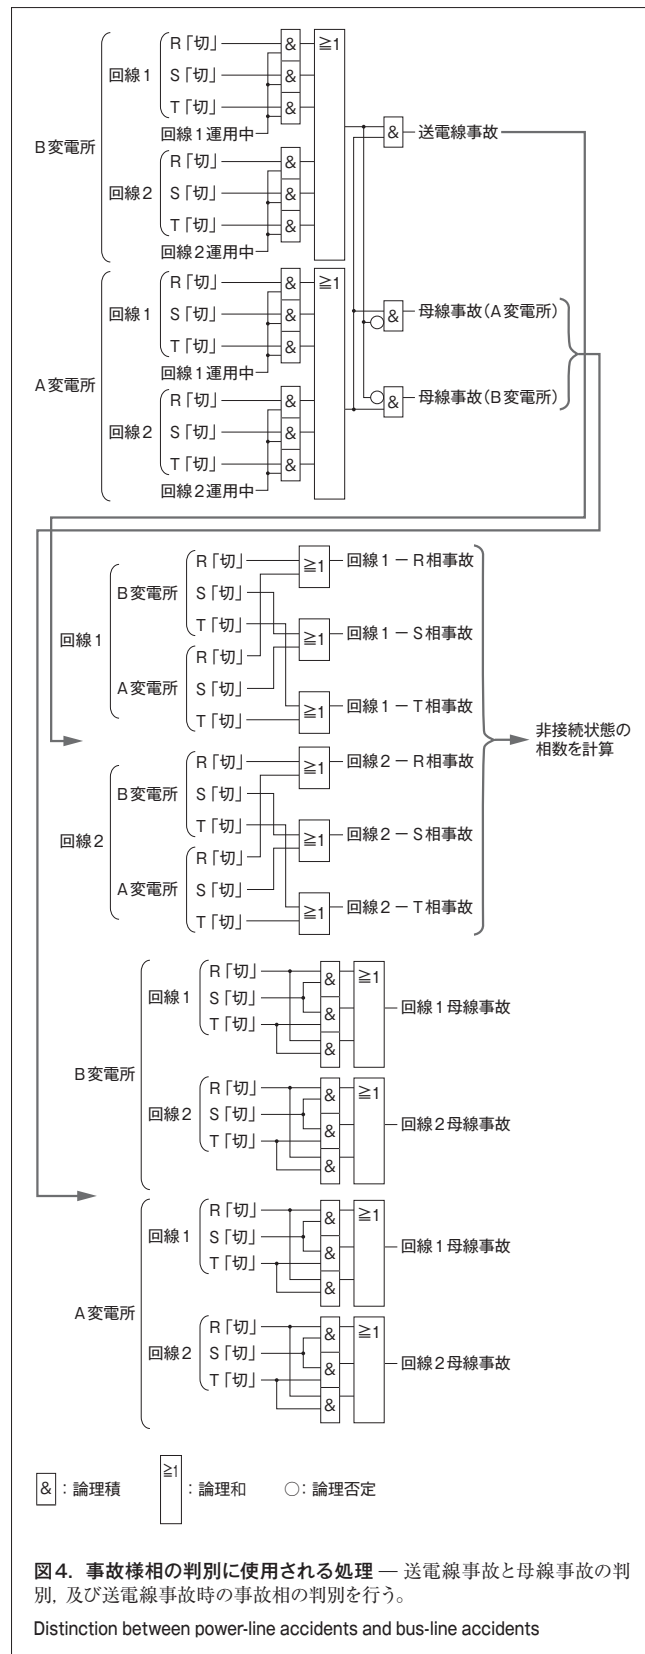 R「切」
& ≧1
回線1
S「切」
&
T「切」
&
回線1運用中
& 送電線事故
B変電所
R「切」
&
回線2
S「切」
&
T「切」
&
回線2運用中
R「切」
& ≧1
回線1
S「切」
&
& 母線事故(A変電所)
T「切」
&
回線1運用中
A変電所
R「切」
&
& 母線事故(B変電所)
回線2
S「切」
&
T「切」
&
回線2運用中
R「切」
≧1 回線1-R相事故
B変電所
S「切」
T「切」
≧1 回線1-S相事故
回線1
R「切」
A変電所
S「切」
T「切」
≧1 回線1-T相事故
非接続状態の
相数を計算
R「切」
≧1 回線2-R相事故
B変電所
S「切」
T「切」
≧1 回線2-S相事故
回線2
R「切」
A変電所
S「切」
T「切」
≧1 回線2-T相事故
R「切」
& ≧1
回線1
S「切」
&
回線1母線事故
T「切」
&
B変電所
R「切」
& ≧1
回線2
S「切」
&
回線2母線事故
T「切」
&
R「切」
& ≧1
回線1
S「切」
&
回線1母線事故
T「切」
&
A変電所
R「切」
& ≧1
回線2
S「切」
&
回線2母線事故
T「切」
&
& :論理積 ≧1 :論理和 ○:論理否定
図4. 事故様相の判別に使用される処理 — 送電線事故と母線事故の判
別,及び送電線事故時の事故相の判別を行う。
Distinction between power-line accidents and bus-line accidents